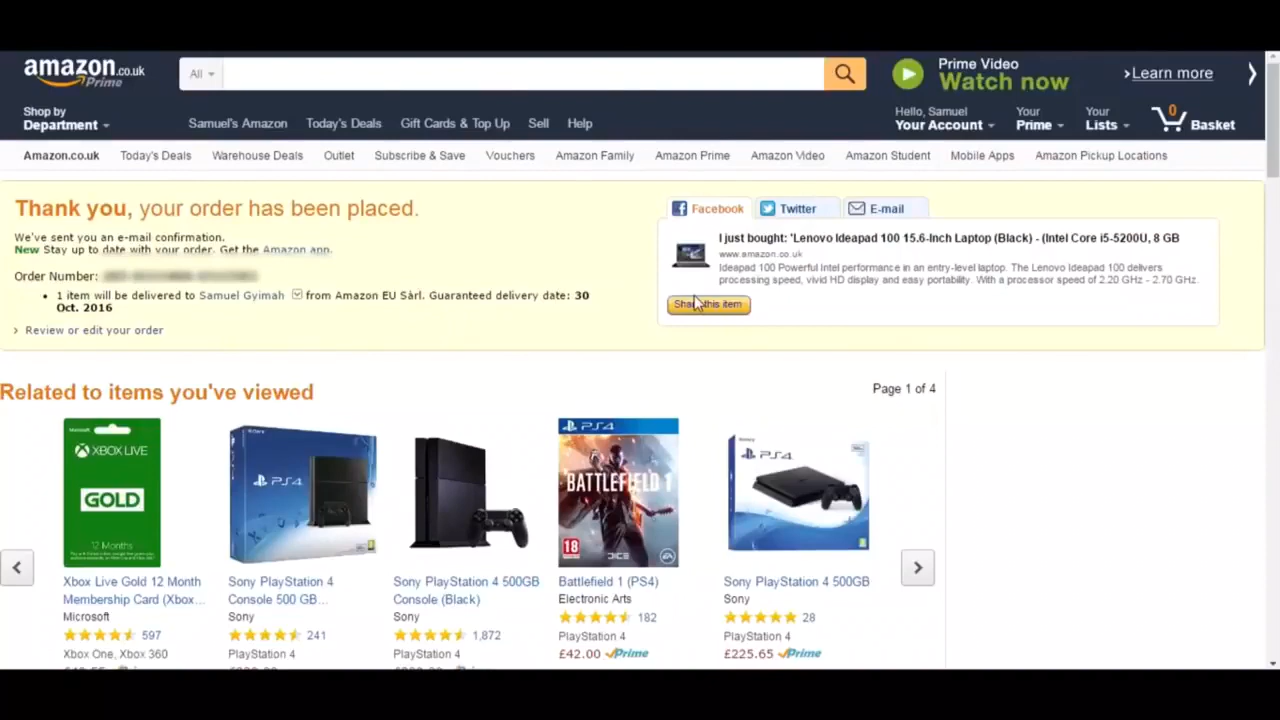 amazon.co.uk
Prime
All
Prime Video
Watch now
›Learn more
Shop by
Department
Samuel's Amazon
Today's Deals
Gift Cards & Top Up
Sell
Help
Hello, Samuel
Your Account
Your
Prime
Your
Lists
0
Basket
Amazon.co.uk
Today's Deals
Warehouse Deals
Outlet
Subscribe & Save
Vouchers
Amazon Family
Amazon Prime
Amazon Video
Amazon Student
Mobile Apps
Amazon Pickup Locations
Thank you, your order has been placed.
We've sent you an e-mail confirmation.
New Stay up to date with your order. Get the Amazon app.
Order Number:
• 1 item will be delivered to Samuel Gyimah from Amazon EU Sàrl. Guaranteed delivery date: 30
Oct. 2016
› Review or edit your order
Facebook
Twitter
E-mail
I just bought: 'Lenovo Ideapad 100 15.6-Inch Laptop (Black) - (Intel Core i5-5200U, 8 GB
www.amazon.co.uk
Ideapad 100 Powerful Intel performance in an entry-level laptop. The Lenovo Ideapad 100 delivers
processing speed, vivid HD display and easy portability. With a processor speed of 2.20 GHz - 2.70 GHz.
Share this item
Related to items you've viewed
Page 1 of 4
Microsoft
XBOX LIVE
GOLD
12 Months
SONY
PS4
PS4
BATTLEFIELD 1
18
DICE
EA
SONY
PS4
Xbox Live Gold 12 Month
Membership Card (Xbox...
Microsoft
597
Xbox One, Xbox 360
Sony PlayStation 4
Console 500 GB...
Sony
241
PlayStation 4
Sony PlayStation 4 500GB
Console (Black)
Sony
1,872
PlayStation 4
Battlefield 1 (PS4)
Electronic Arts
182
PlayStation 4
£42.00 Prime
Sony PlayStation 4 500GB
Sony
28
PlayStation 4
£225.65 Prime